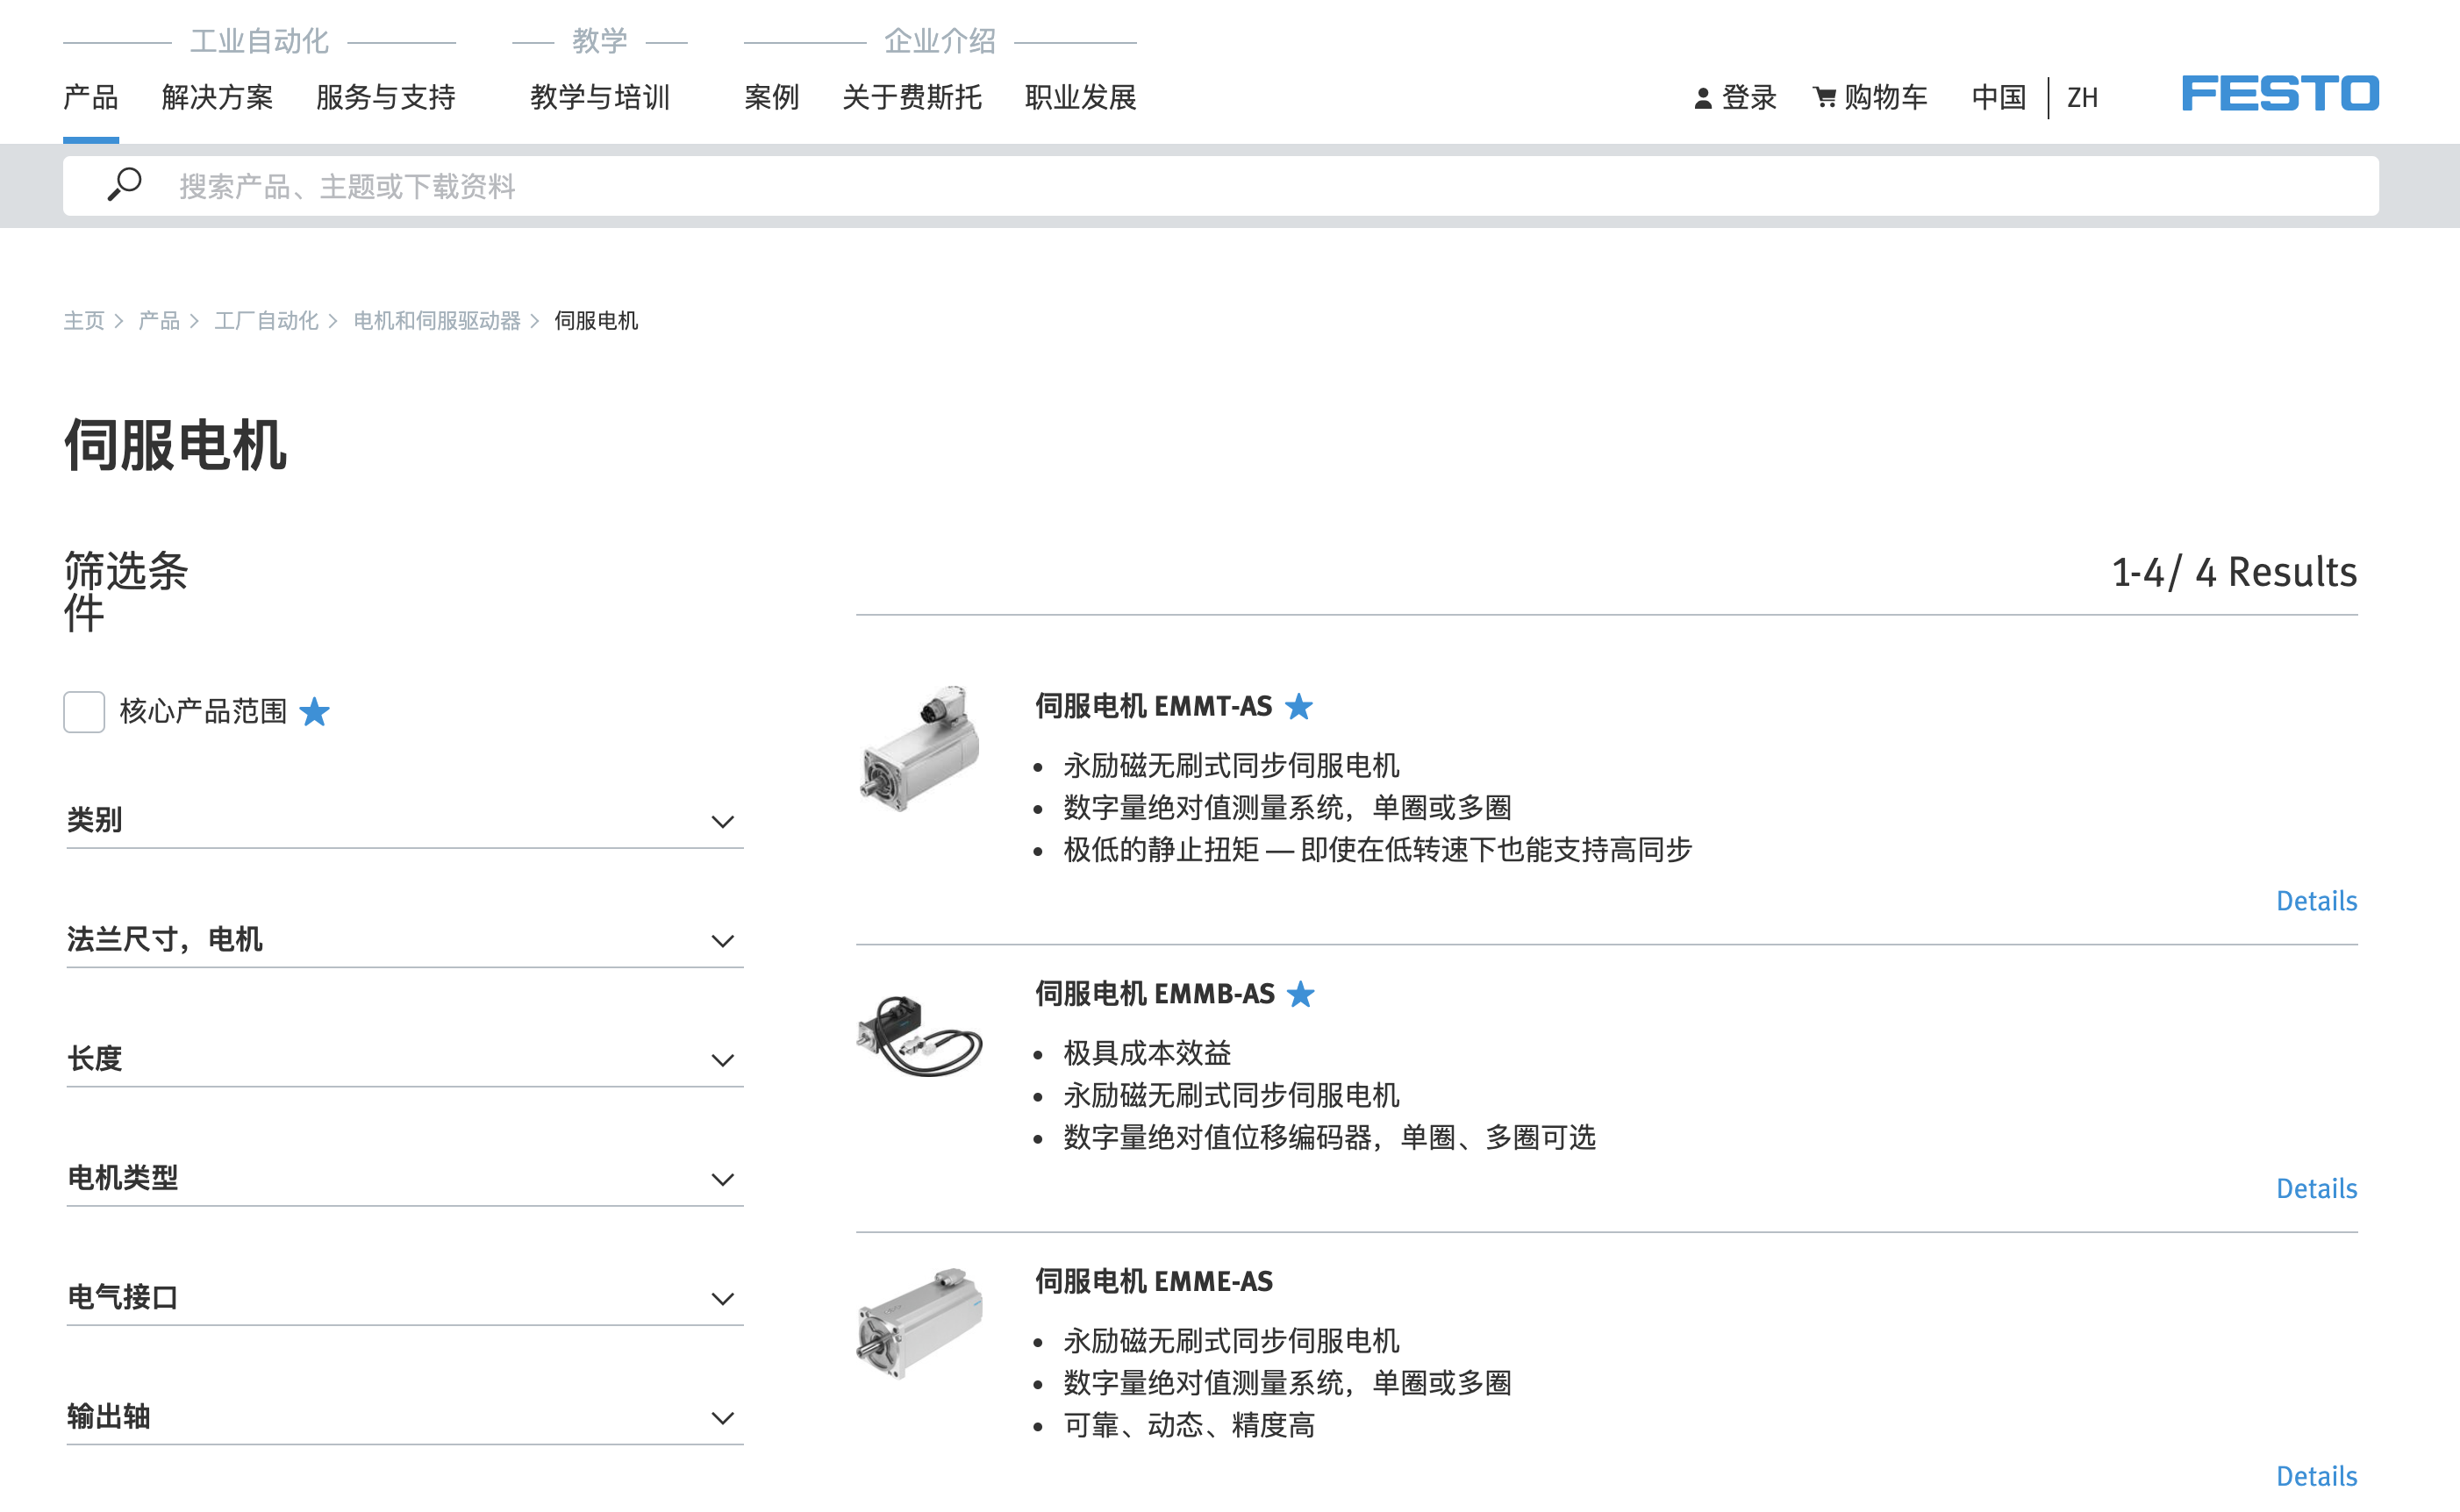 工业自动化
教学
企业介绍
产品 解决方案 服务与支持 教学与培训 案例 关于费斯托 职业发展 登录 购物车 中国 ZH FESTO
搜索产品、主题或下载资料
主页 产品 工厂自动化 电机和伺服驱动器 伺服电机
伺服电机
筛选条
件
1-4/ 4 Results
核心产品范围
类别
法兰尺寸，电机
长度
电机类型
电气接口
输出轴
伺服电机 EMMT-AS
永励磁无刷式同步伺服电机
数字量绝对值测量系统，单圈或多圈
极低的静止扭矩 — 即使在低转速下也能支持高同步
Details
伺服电机 EMMB-AS
极具成本效益
永励磁无刷式同步伺服电机
数字量绝对值位移编码器，单圈、多圈可选
Details
伺服电机 EMME-AS
永励磁无刷式同步伺服电机
数字量绝对值测量系统，单圈或多圈
可靠、动态、精度高
Details